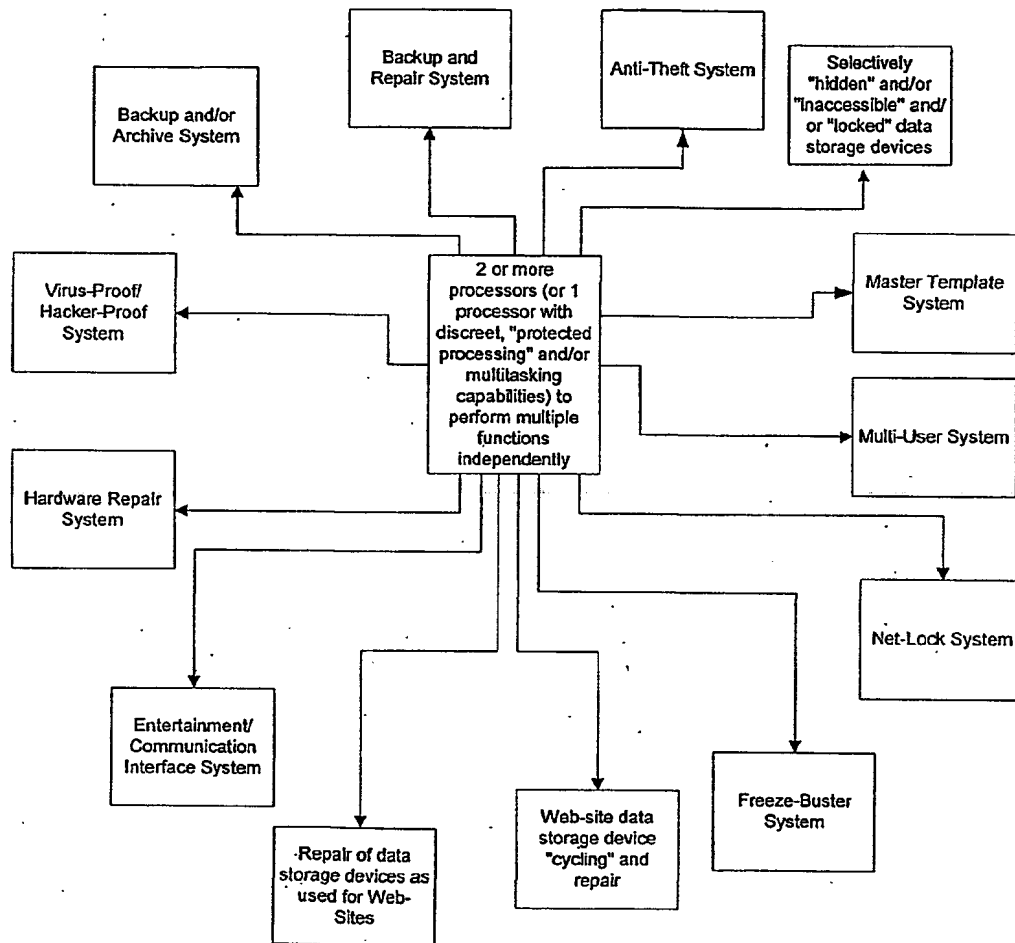 Backup and
Repair System
Anti-Theft System
Selectively
"hidden" and/or
"inaccessible" and/
or "locked" data
storage devices
Backup and/or
Archive System
2 or more
processors (or 1
processor with
discreet, "protected
processing" and/or
multitasking
capabilities) to
perform multiple
functions
independently
Virus-Proof/
Hacker-Proof
System
Master Template
System
Multi-User System
Hardware Repair
System
Net-Lock System
Entertainment/
Communication
Interface System
Freeze-Buster
System
Web-site data
storage device
"cycling" and
repair
Repair of data
storage devices as
used for Web-
Sites